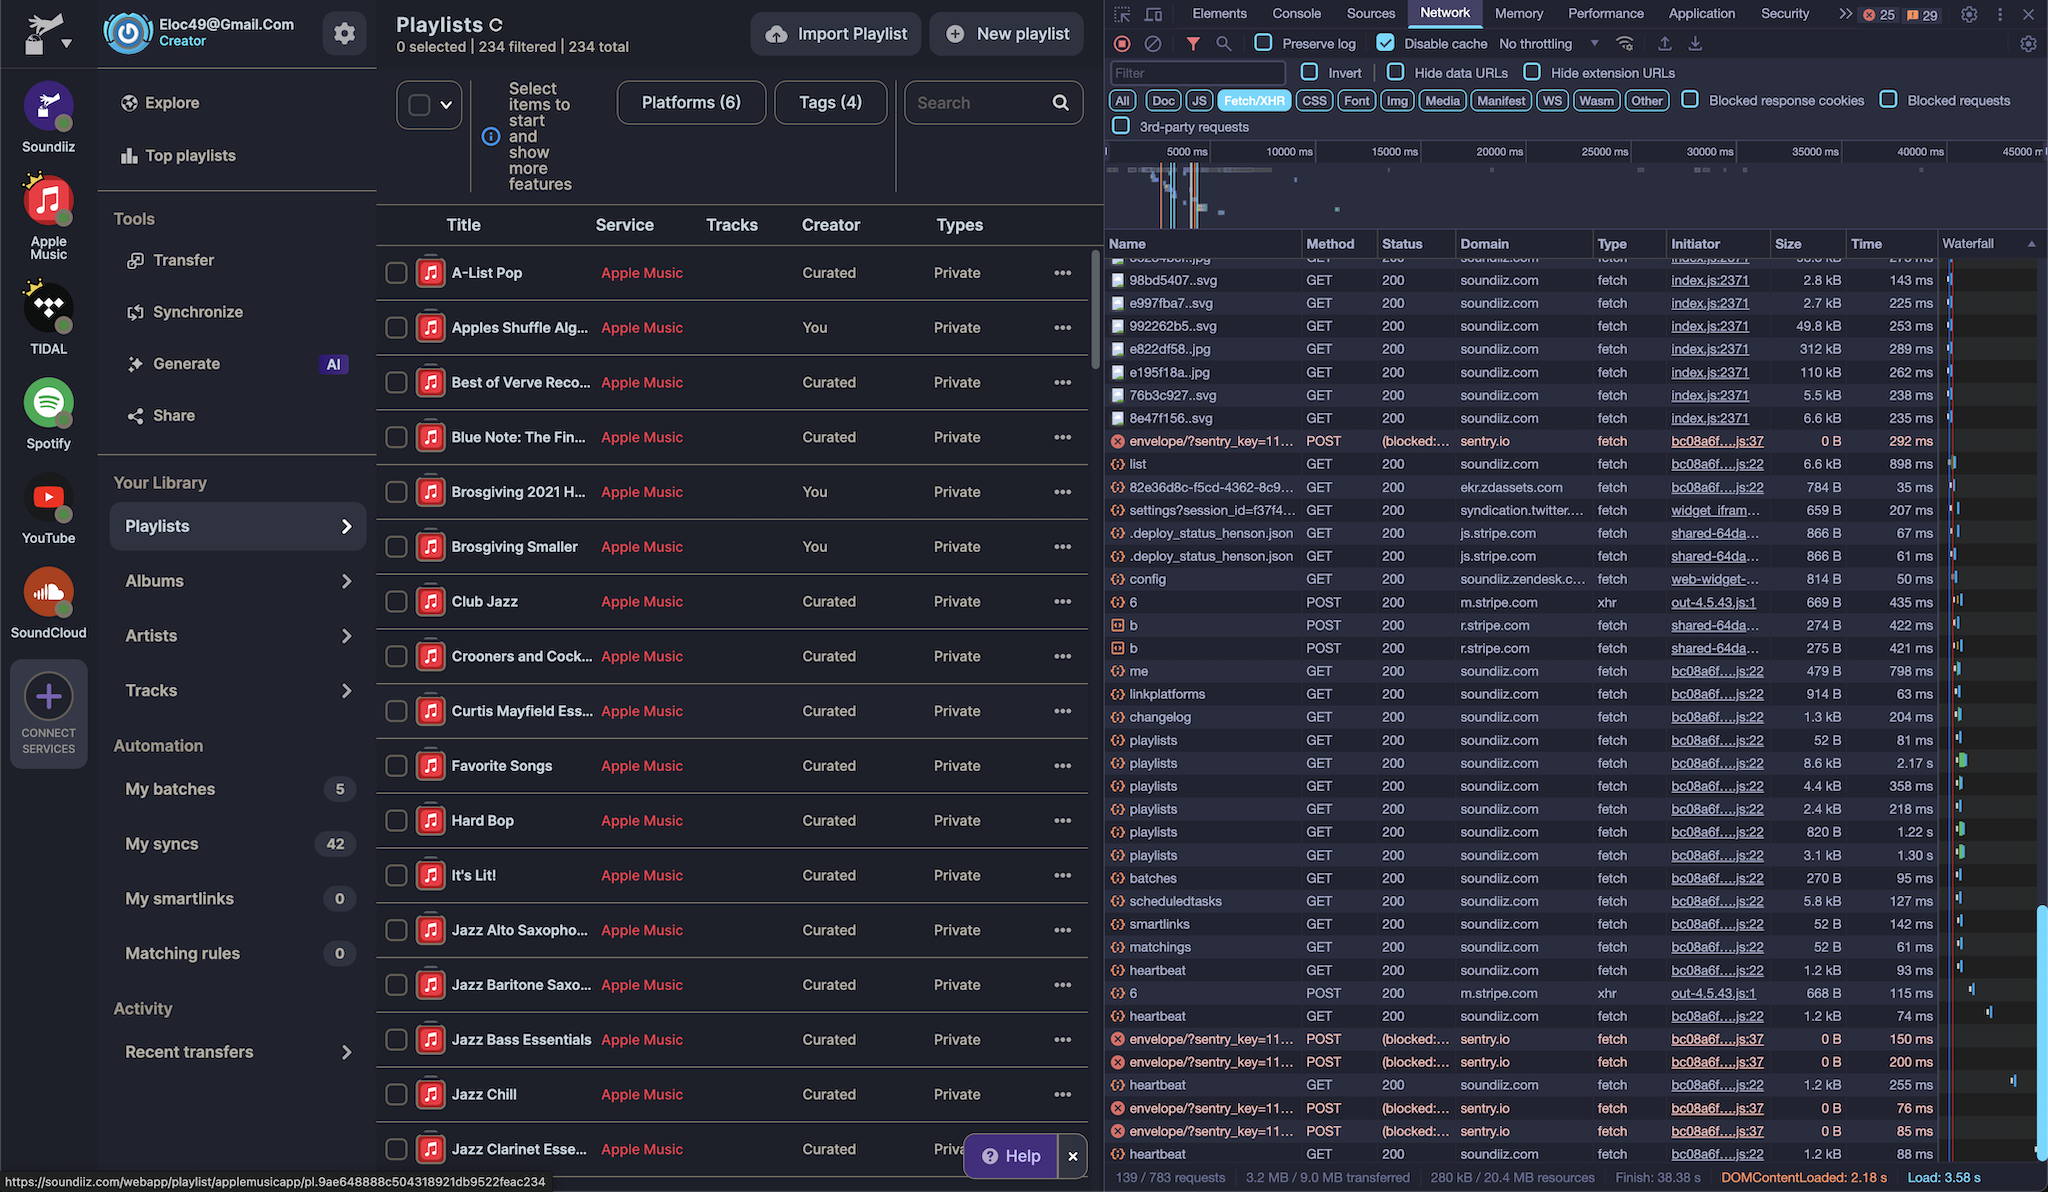 Eloc49@Gmail.Com
Creator
Soundiiz
Apple
Music
TIDAL
Spotify
YouTube
SoundCloud
CONNECT
SERVICES
Explore
Top playlists
Tools
Transfer
Synchronize
Generate AI
Share
Your Library
Playlists
Albums
Artists
Tracks
Automation
My batches 5
My syncs 42
My smartlinks 0
Matching rules 0
Activity
Recent transfers
Playlists
0 selected | 234 filtered | 234 total
Import Playlist
New playlist
Select
items to
start
and
show
more
features
Platforms (6)
Tags (4)
Search
Title Service Tracks Creator Types
A-List Pop Apple Music Curated Private
Apples Shuffle Alg... Apple Music You Private
Best of Verve Reco... Apple Music Curated Private
Blue Note: The Fin... Apple Music Curated Private
Brosgiving 2021 H... Apple Music You Private
Brosgiving Smaller Apple Music You Private
Club Jazz Apple Music Curated Private
Crooners and Cock... Apple Music Curated Private
Curtis Mayfield Ess... Apple Music Curated Private
Favorite Songs Apple Music Curated Private
Hard Bop Apple Music Curated Private
It's Lit! Apple Music Curated Private
Jazz Alto Saxopho... Apple Music Curated Private
Jazz Baritone Saxo... Apple Music Curated Private
Jazz Bass Essentials Apple Music Curated Private
Jazz Chill Apple Music Curated Private
Jazz Clarinet Esse... Apple Music Curated Priva
Help
https://soundiiz.com/webapp/playlist/applemusicapp/pl.9ae648888c504318921db9522feac234
Elements Console Sources Network Memory Performance Application Security 25 29
Preserve log Disable cache No throttling
Filter Invert Hide data URLs Hide extension URLs
All Doc JS Fetch/XHR CSS Font Img Media Manifest WS Wasm Other Blocked response cookies Blocked requests
3rd-party requests
5000 ms 10000 ms 15000 ms 20000 ms 25000 ms 30000 ms 35000 ms 40000 ms 45000 m
Name Method Status Domain Type Initiator Size Time Waterfall
98bd5407..svg GET 200 soundiiz.com fetch index.js:2371 2.8 kB 143 ms
e997fba7..svg GET 200 soundiiz.com fetch index.js:2371 2.7 kB 225 ms
992262b5..svg GET 200 soundiiz.com fetch index.js:2371 49.8 kB 253 ms
e822df58..jpg GET 200 soundiiz.com fetch index.js:2371 312 kB 289 ms
e195f18a..jpg GET 200 soundiiz.com fetch index.js:2371 110 kB 262 ms
76b3c927..svg GET 200 soundiiz.com fetch index.js:2371 5.5 kB 238 ms
8e47f156..svg GET 200 soundiiz.com fetch index.js:2371 6.6 kB 235 ms
envelope/?sentry_key=11... POST (blocked:... sentry.io fetch bc08a6f....js:37 0 B 292 ms
list GET 200 soundiiz.com fetch bc08a6f....js:22 6.6 kB 898 ms
82e36d8c-f5cd-4362-8c9... GET 200 ekr.zdassets.com fetch bc08a6f....js:22 784 B 35 ms
settings?session_id=f37f4... GET 200 syndication.twitter.... fetch widget_ifram... 659 B 207 ms
.deploy_status_henson.json GET 200 js.stripe.com fetch shared-64da... 866 B 67 ms
.deploy_status_henson.json GET 200 js.stripe.com fetch shared-64da... 866 B 61 ms
config GET 200 soundiiz.zendesk.c... fetch web-widget-... 814 B 50 ms
6 POST 200 m.stripe.com xhr out-4.5.43.js:1 669 B 435 ms
b POST 200 r.stripe.com fetch shared-64da... 274 B 422 ms
b POST 200 r.stripe.com fetch shared-64da... 275 B 421 ms
me GET 200 soundiiz.com fetch bc08a6f....js:22 479 B 798 ms
linkplatforms GET 200 soundiiz.com fetch bc08a6f....js:22 914 B 63 ms
changelog GET 200 soundiiz.com fetch bc08a6f....js:22 1.3 kB 204 ms
playlists GET 200 soundiiz.com fetch bc08a6f....js:22 52 B 81 ms
playlists GET 200 soundiiz.com fetch bc08a6f....js:22 8.6 kB 2.17 s
playlists GET 200 soundiiz.com fetch bc08a6f....js:22 4.4 kB 358 ms
playlists GET 200 soundiiz.com fetch bc08a6f....js:22 2.4 kB 218 ms
playlists GET 200 soundiiz.com fetch bc08a6f....js:22 820 B 1.22 s
playlists GET 200 soundiiz.com fetch bc08a6f....js:22 3.1 kB 1.30 s
batches GET 200 soundiiz.com fetch bc08a6f....js:22 270 B 95 ms
scheduledtasks GET 200 soundiiz.com fetch bc08a6f....js:22 5.8 kB 127 ms
smartlinks GET 200 soundiiz.com fetch bc08a6f....js:22 52 B 142 ms
matchings GET 200 soundiiz.com fetch bc08a6f....js:22 52 B 61 ms
heartbeat GET 200 soundiiz.com fetch bc08a6f....js:22 1.2 kB 93 ms
6 POST 200 m.stripe.com xhr out-4.5.43.js:1 668 B 115 ms
heartbeat GET 200 soundiiz.com fetch bc08a6f....js:22 1.2 kB 74 ms
envelope/?sentry_key=11... POST (blocked:... sentry.io fetch bc08a6f....js:37 0 B 150 ms
envelope/?sentry_key=11... POST (blocked:... sentry.io fetch bc08a6f....js:37 0 B 200 ms
heartbeat GET 200 soundiiz.com fetch bc08a6f....js:22 1.2 kB 255 ms
envelope/?sentry_key=11... POST (blocked:... sentry.io fetch bc08a6f....js:37 0 B 76 ms
envelope/?sentry_key=11... POST (blocked:... sentry.io fetch bc08a6f....js:37 0 B 85 ms
heartbeat GET 200 soundiiz.com fetch bc08a6f....js:22 1.2 kB 88 ms
139 / 783 requests 3.2 MB / 9.0 MB transferred 280 kB / 20.4 MB resources Finish: 38.38 s DOMContentLoaded: 2.18 s Load: 3.58 s